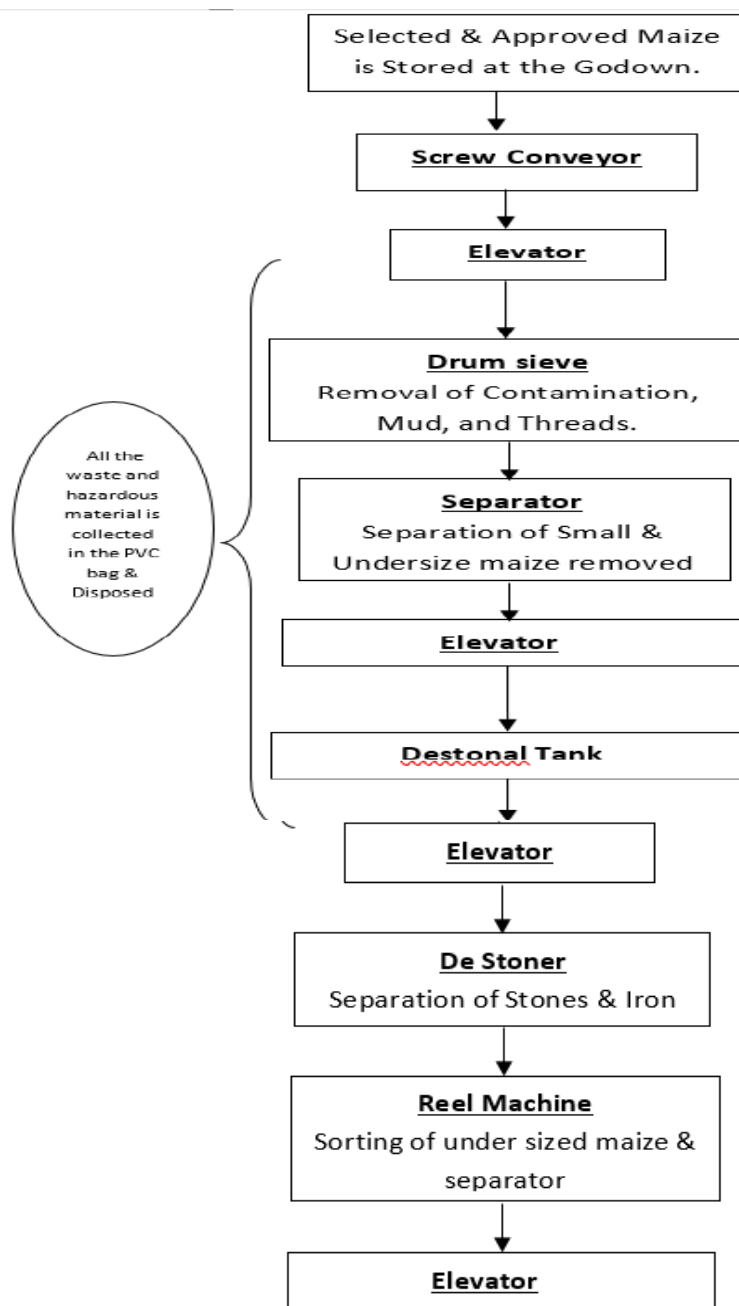 Selected & Approved Maize
is Stored at the Godown.
Screw Conveyor
Elevator
Drum sieve
Removal of Contamination,
Mud, and Threads.
All the
waste and
hazardous
material is
collected
in the PVC
bag &
Disposed
Separator
Separation of Small &
Undersize maize removed
Elevator
Destonal Tank
Elevator
De Stoner
Separation of Stones & Iron
Reel Machine
Sorting of under sized maize &
separator
Elevator